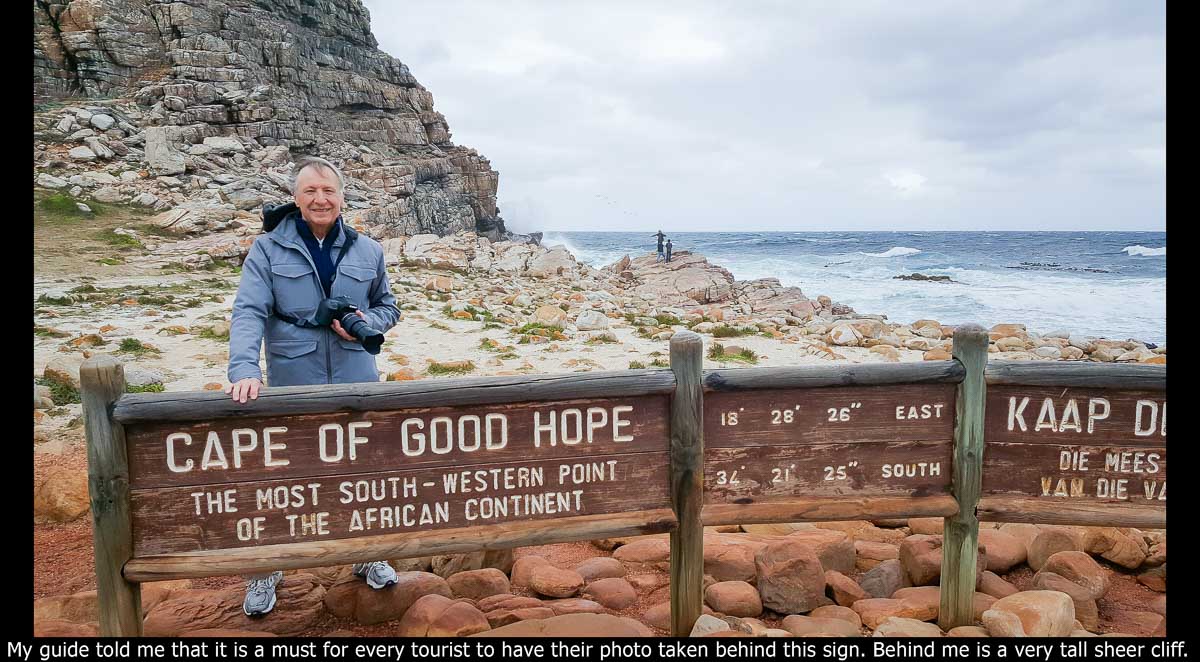 CAPE OF GOOD HOPE
THE MOST SOUTH-WESTERN POINT
OF THE AFRICAN CONTINENT
18° 28' 26" EAST
34° 21' 25" SOUTH
KAAP
DIE MEES
VAN DIE
My guide told me that it is a must for every tourist to have their photo taken behind this sign. Behind me is a very tall sheer cliff.